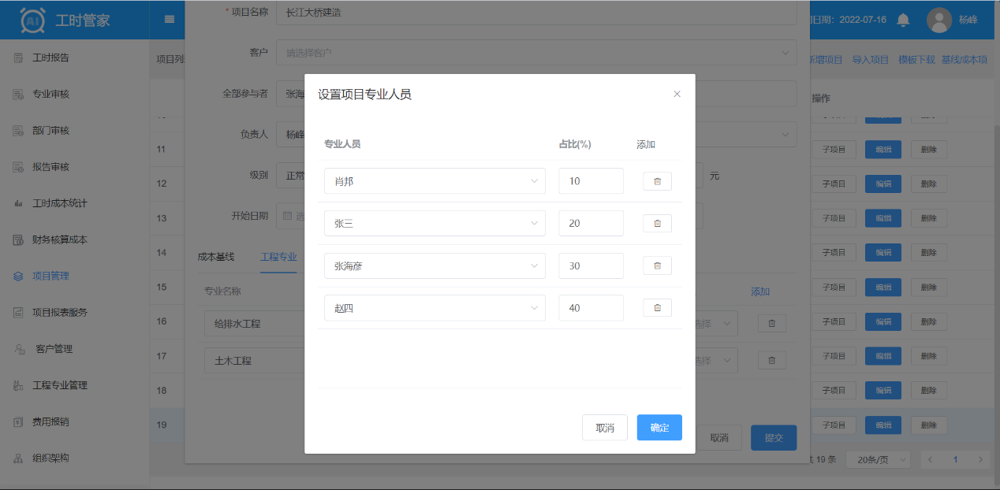 AI 工时管家
* 项目名称 长江大桥建造
日期：2022-07-16
杨峰
工时报告
项目列
客户 请选择客户
新增项目 导入项目 模板下载 基线成本项
专业审核
全部参与者 张海
设置项目专业人员
操作
部门审核
负责人 杨峰
专业人员 占比(%) 添加
11
子项目 编辑 删除
报告审核
级别 正常
元
肖邦 10
12
子项目 编辑 删除
工时成本统计
开始日期 选
张三 20
13
子项目 编辑 删除
财务核算成本
成本基线 工程专业
张海彦 30
14
子项目 编辑 删除
项目管理
专业名称
添加
15
子项目 编辑 删除
项目报表服务
给排水工程
赵四 40
选择
16
子项目 编辑 删除
客户管理
土木工程
选择
17
子项目 编辑 删除
工程专业管理
18
子项目 编辑 删除
费用报销
19
取消 确定
取消 提交
子项目 编辑 删除
组织架构
共 19 条 20条/页 1